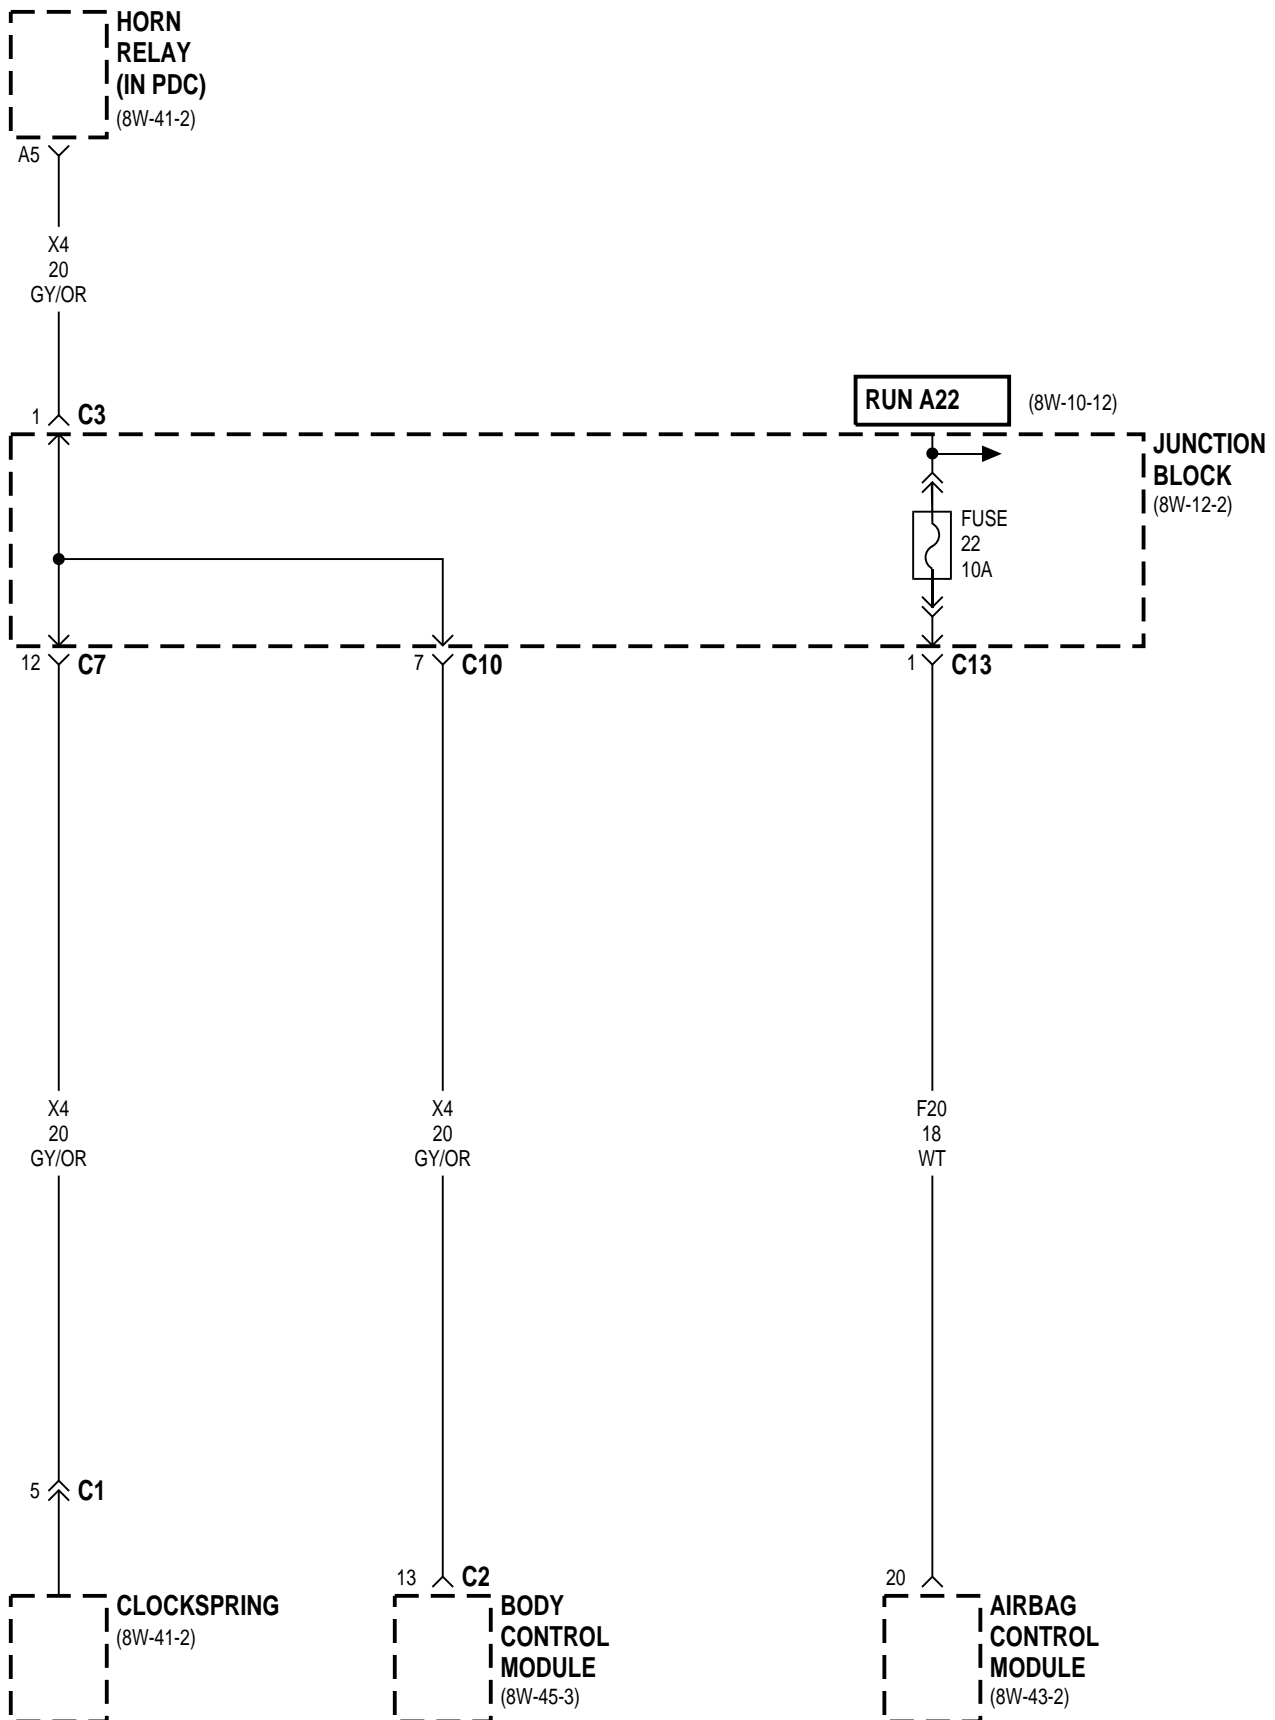 HORN
RELAY
(IN PDC)
(8W-41-2)
A5
X4
20
GY/OR
1 C3
RUN A22 (8W-10-12)
JUNCTION
BLOCK
(8W-12-2)
FUSE
22
10A
12 C7
7 C10
1 C13
X4
20
GY/OR
X4
20
GY/OR
F20
18
WT
5 C1
13 C2
20
CLOCKSPRING
(8W-41-2)
BODY
CONTROL
MODULE
(8W-45-3)
AIRBAG
CONTROL
MODULE
(8W-43-2)